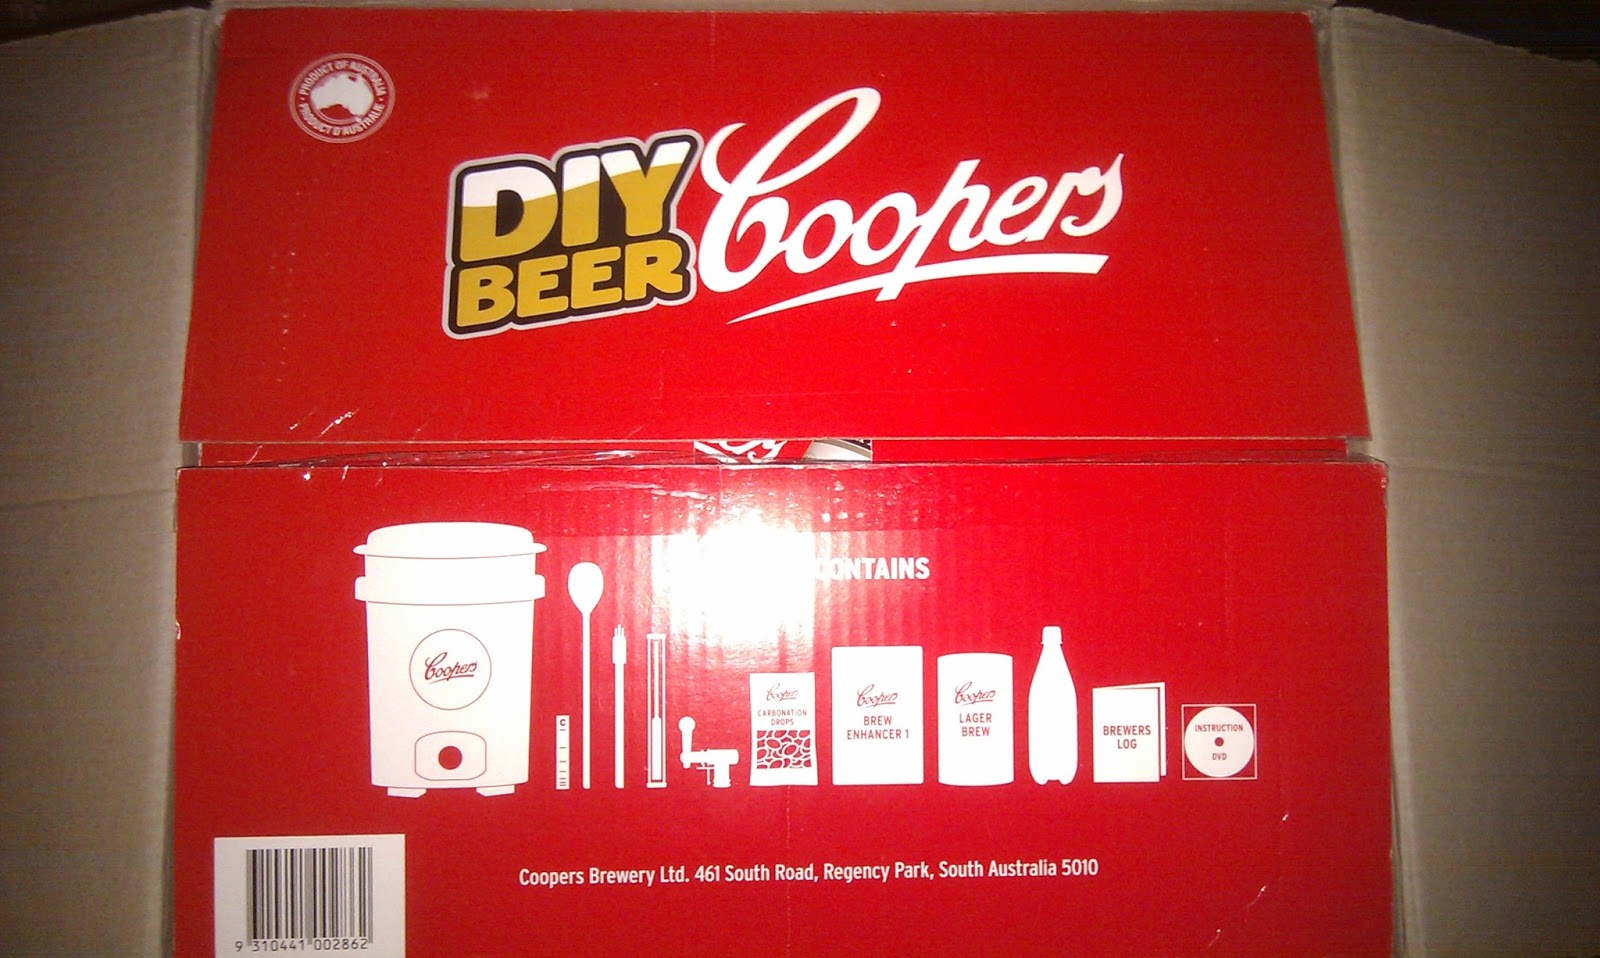 PRODUCT OF AUSTRALIA
PRODUIT D'AUSTRALIE
DIY
BEER
Coopers
CONTAINS
Coopers
C
Coopers
CARBONATION
DROPS
Coopers
BREW
ENHANCER 1
Coopers
LAGER
BREW
BREWERS
LOG
INSTRUCTION
DVD
Coopers Brewery Ltd. 461 South Road, Regency Park, South Australia 5010
9 310441 002862